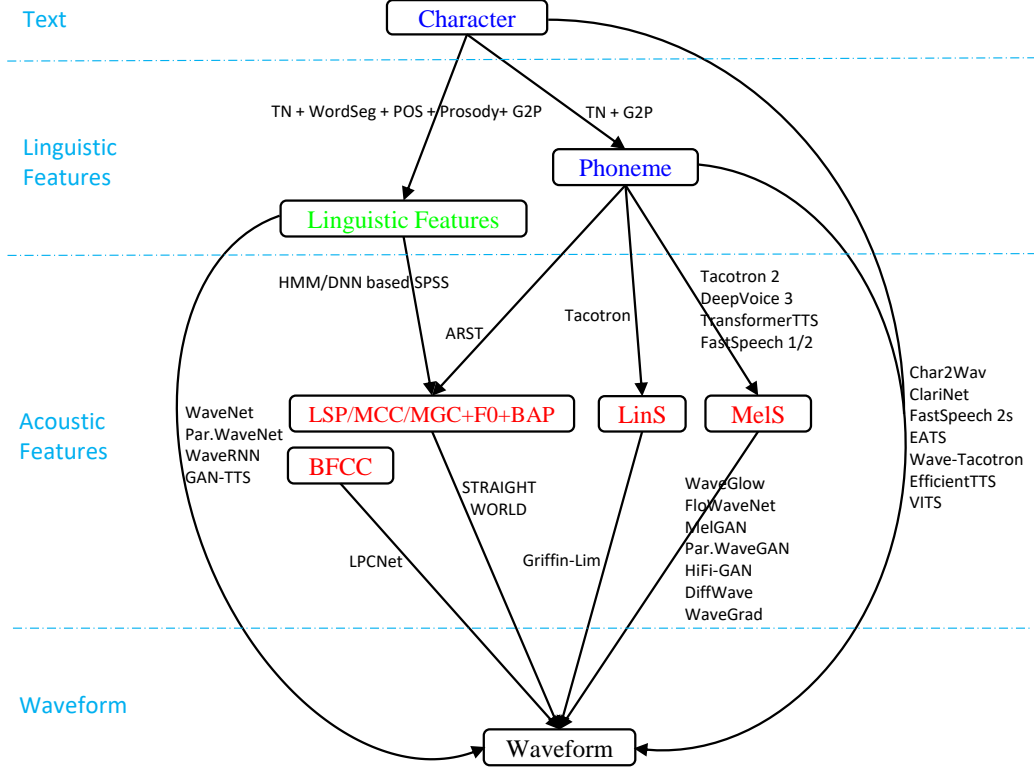 Text
Character
TN + WordSeg + POS + Prosody+ G2P
TN + G2P
Linguistic
Features
Phoneme
Linguistic Features
HMM/DNN based SPSS
ARST
Tacotron
Tacotron 2
DeepVoice 3
TransformerTTS
FastSpeech 1/2
Acoustic
Features
WaveNet
Par.WaveNet
WaveRNN
GAN-TTS
LSP/MCC/MGC+F0+BAP
LinS
MelS
BFCC
Char2Wav
ClariNet
FastSpeech 2s
EATS
Wave-Tacotron
EfficientTTS
VITS
LPCNet
STRAIGHT
WORLD
Griffin-Lim
WaveGlow
FloWaveNet
MelGAN
Par.WaveGAN
HiFi-GAN
DiffWave
WaveGrad
Waveform
Waveform